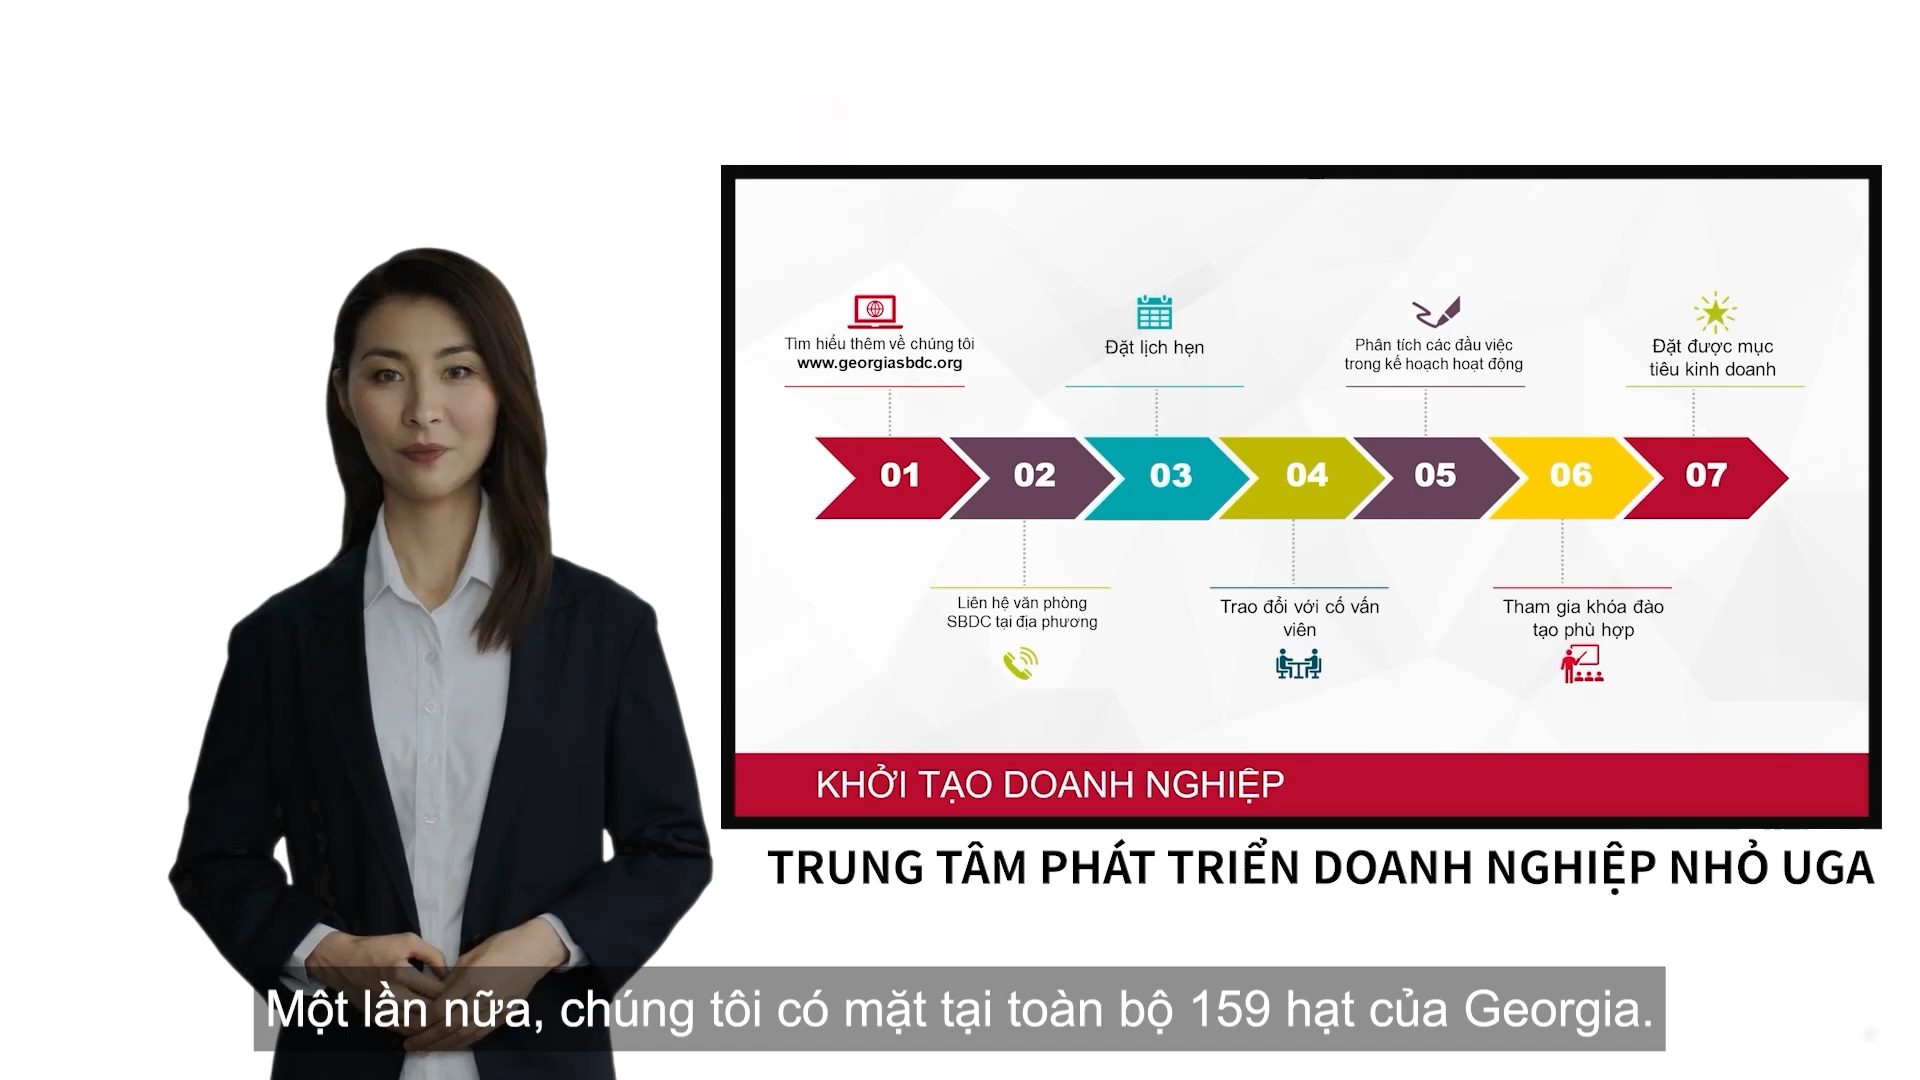 Tìm hiểu thêm về chúng tôi
www.georgiasbdc.org
Đặt lịch hẹn
Phân tích các đầu việc
trong kế hoạch hoạt động
Đặt được mục
tiêu kinh doanh
01
02
03
04
05
06
07
Liên hệ văn phòng
SBDC tại địa phương
Trao đổi với cố vấn
viên
Tham gia khóa đào
tạo phù hợp
KHỞI TẠO DOANH NGHIỆP
TRUNG TÂM PHÁT TRIỂN DOANH NGHIỆP NHỎ UGA
Một lần nữa, chúng tôi có mặt tại toàn bộ 159 hạt của Georgia.